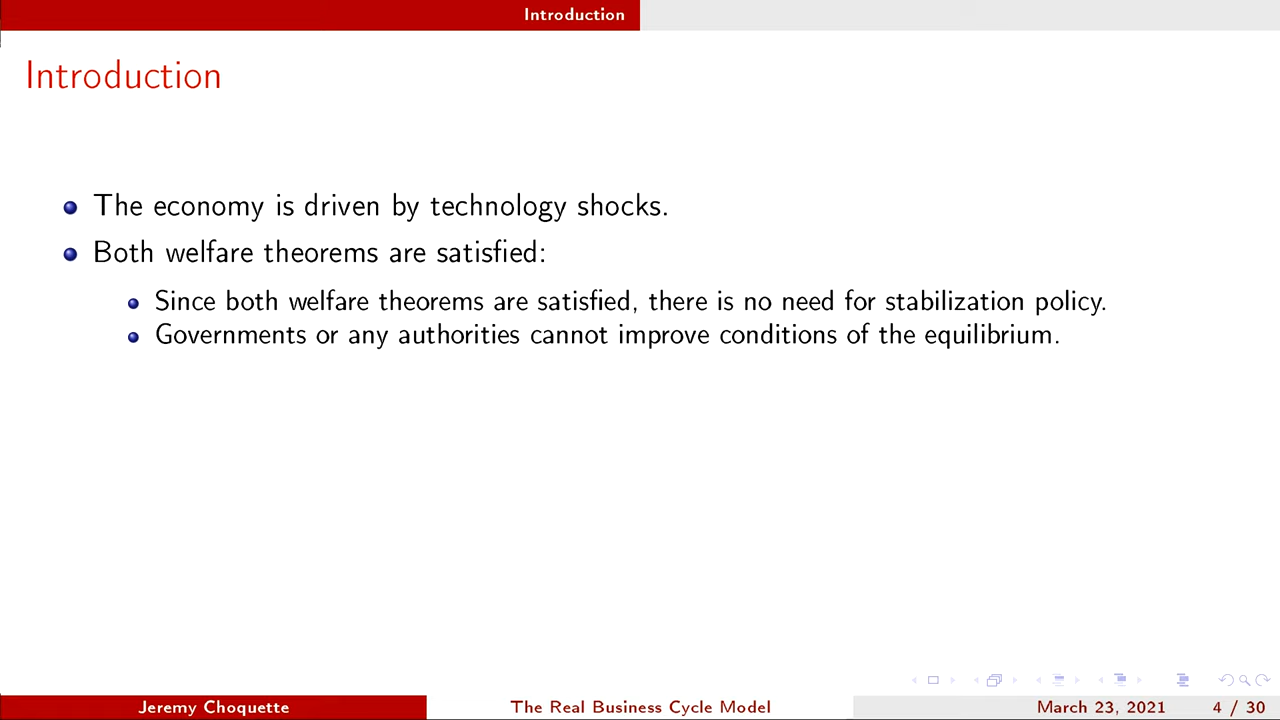 Introduction
Introduction
The economy is driven by technology shocks.
Both welfare theorems are satisfied:
Since both welfare theorems are satisfied, there is no need for stabilization policy.
Governments or any authorities cannot improve conditions of the equilibrium.
Jeremy Choquette
The Real Business Cycle Model
March 23, 2021
4 / 30